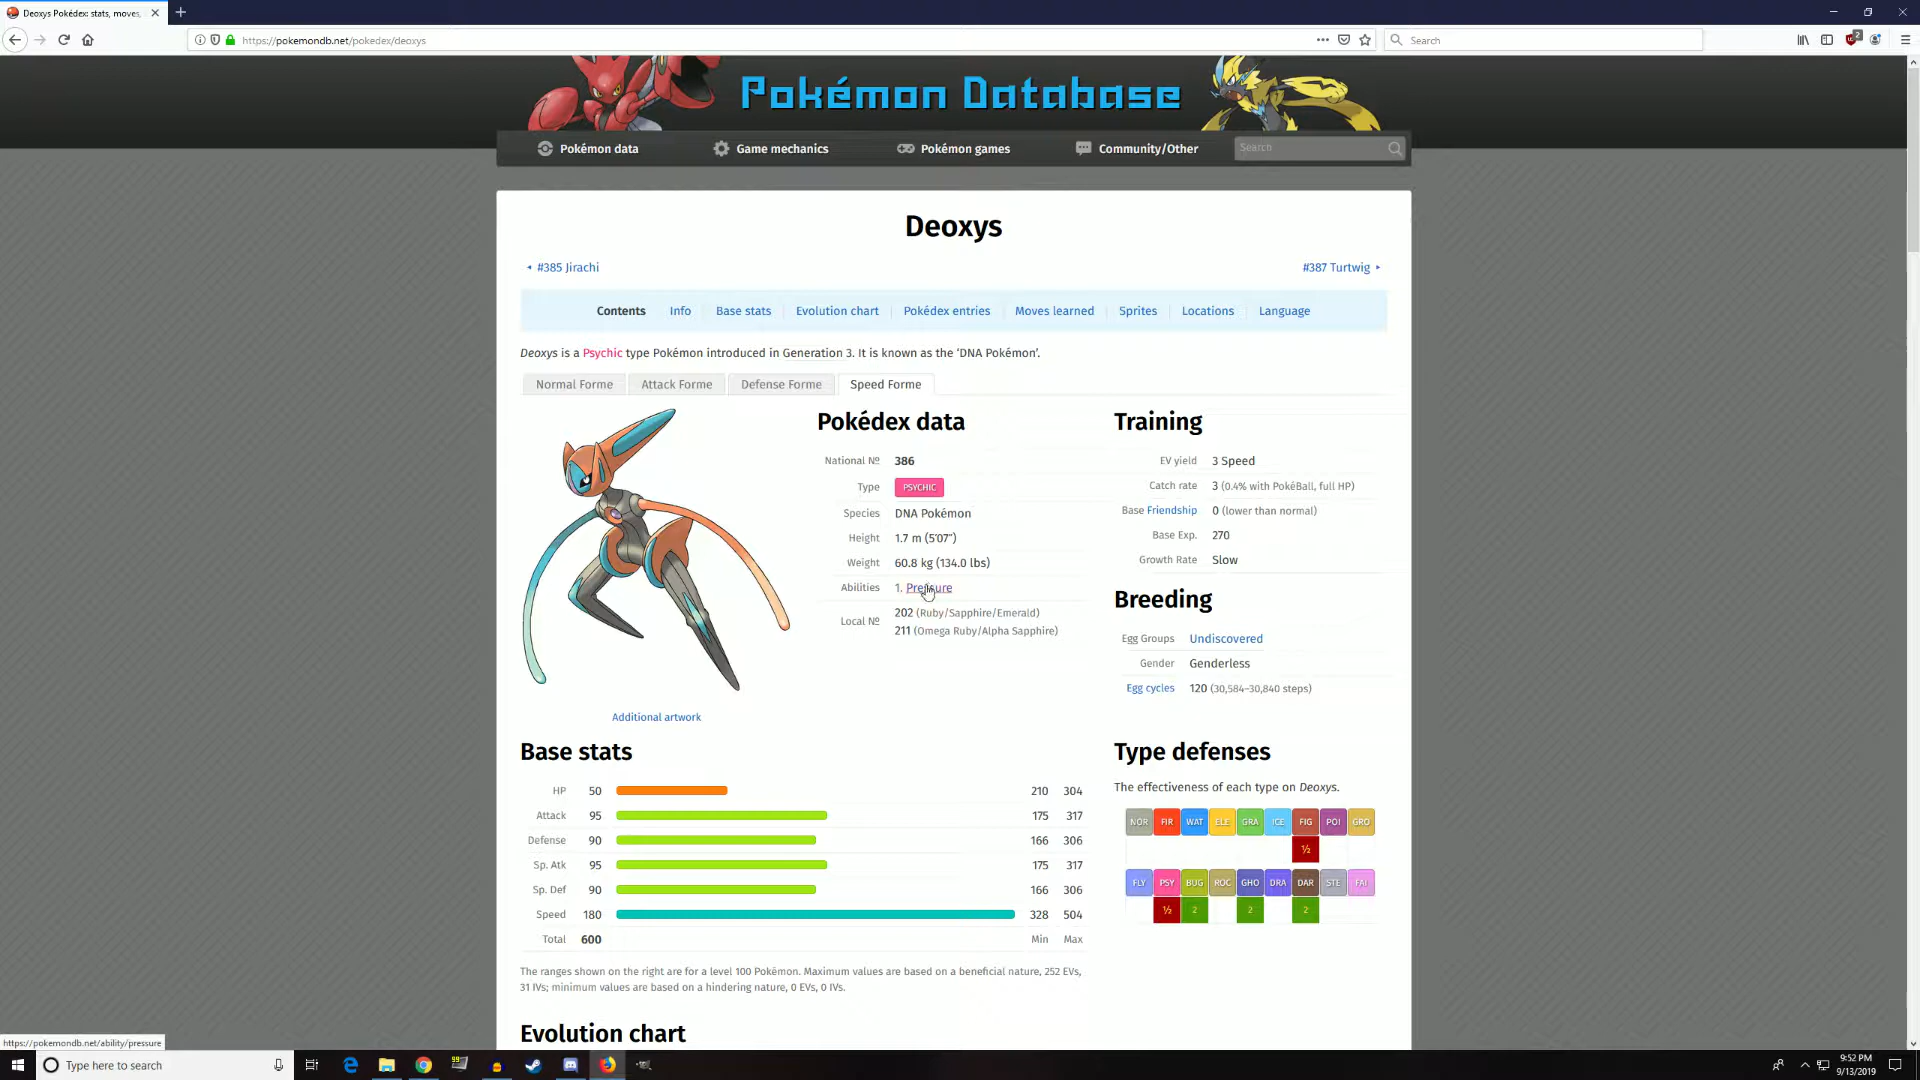 Deoxys Pokédex: stats, moves,
https://pokemondb.net/pokedex/deoxys
Search
2
Pokémon Database
Pokémon data
Game mechanics
Pokémon games
Community/Other
Search
Deoxys
#385 Jirachi
#387 Turtwig
Contents
Info
Base stats
Evolution chart
Pokédex entries
Moves learned
Sprites
Locations
Language
Deoxys is a Psychic type Pokémon introduced in Generation 3. It is known as the ‘DNA Pokémon’.
Normal Forme
Attack Forme
Defense Forme
Speed Forme
Additional artwork
Pokédex data
National № 386
Type PSYCHIC
Species DNA Pokémon
Height 1.7 m (5′07″)
Weight 60.8 kg (134.0 lbs)
Abilities 1. Pressure
Local № 202 (Ruby/Sapphire/Emerald)
211 (Omega Ruby/Alpha Sapphire)
Training
EV yield 3 Speed
Catch rate 3 (0.4% with PokéBall, full HP)
Base Friendship 0 (lower than normal)
Base Exp. 270
Growth Rate Slow
Breeding
Egg Groups Undiscovered
Gender Genderless
Egg cycles 120 (30,584–30,840 steps)
Base stats
HP 50 210 304
Attack 95 175 317
Defense 90 166 306
Sp. Atk 95 175 317
Sp. Def 90 166 306
Speed 180 328 504
Total 600 Min Max
The ranges shown on the right are for a level 100 Pokémon. Maximum values are based on a beneficial nature, 252 EVs,
31 IVs; minimum values are based on a hindering nature, 0 EVs, 0 IVs.
Type defenses
The effectiveness of each type on Deoxys.
NOR FIR WAT ELE GRA ICE FIG POI GRO
½
FLY PSY BUG ROC GHO DRA DAR STE FAI
½ 2 2 2
Evolution chart
https://pokemondb.net/ability/pressure
Type here to search
99
9:52 PM
9/13/2019